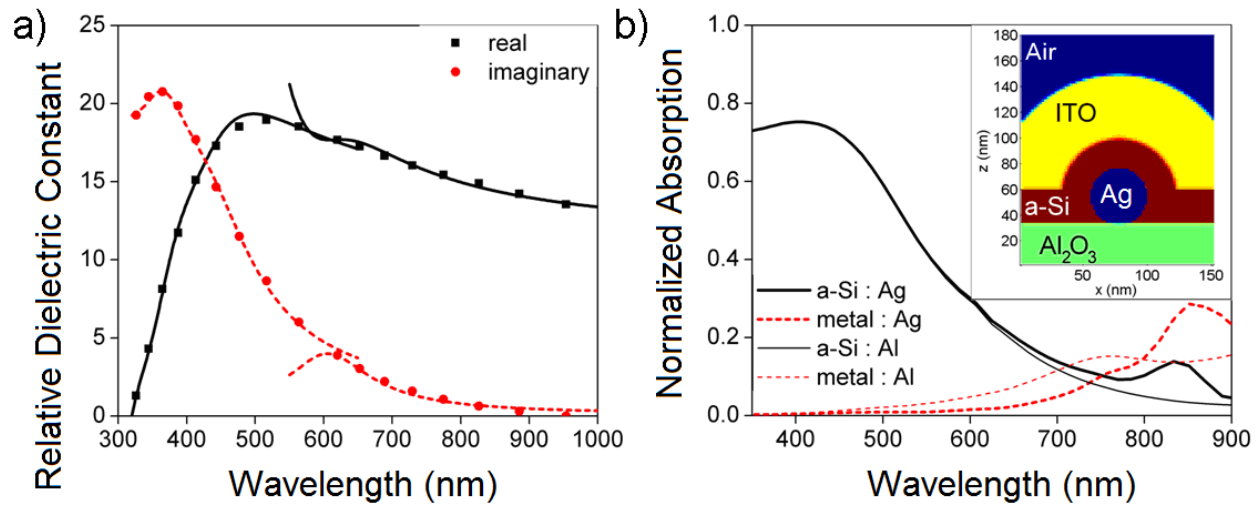 a)
Relative Dielectric Constant
25
20
15
10
5
0
real
imaginary
300 400 500 600 700 800 900 1000
Wavelength (nm)
b)
Normalized Absorption
1.0
0.8
0.6
0.4
0.2
0.0
a-Si : Ag
metal : Ag
a-Si : Al
metal : Al
400 500 600 700 800 900
Wavelength (nm)
z (nm)
180
160
140
120
100
80
60
40
20
Air
ITO
Ag
a-Si
Al₂O₃
50 100 150
x (nm)